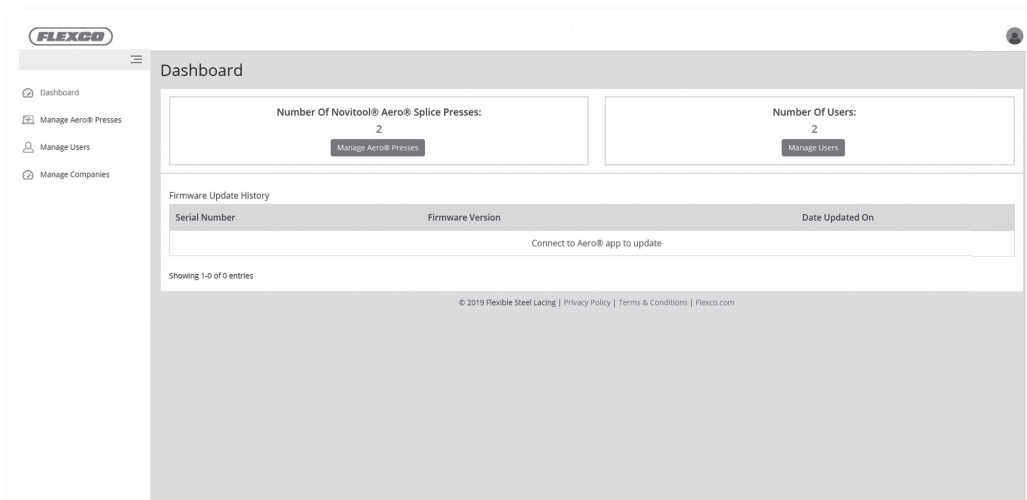 FLEXCO
Dashboard
Dashboard
Manage Aero® Presses
Manage Users
Manage Companies
Number Of Novitool® Aero® Splice Presses:
2
Manage Aero® Presses
Number Of Users:
2
Manage Users
Firmware Update History
Serial Number Firmware Version Date Updated On
Connect to Aero® app to update
Showing 1-0 of 0 entries
© 2019 Flexible Steel Lacing | Privacy Policy | Terms & Conditions | Flexco.com